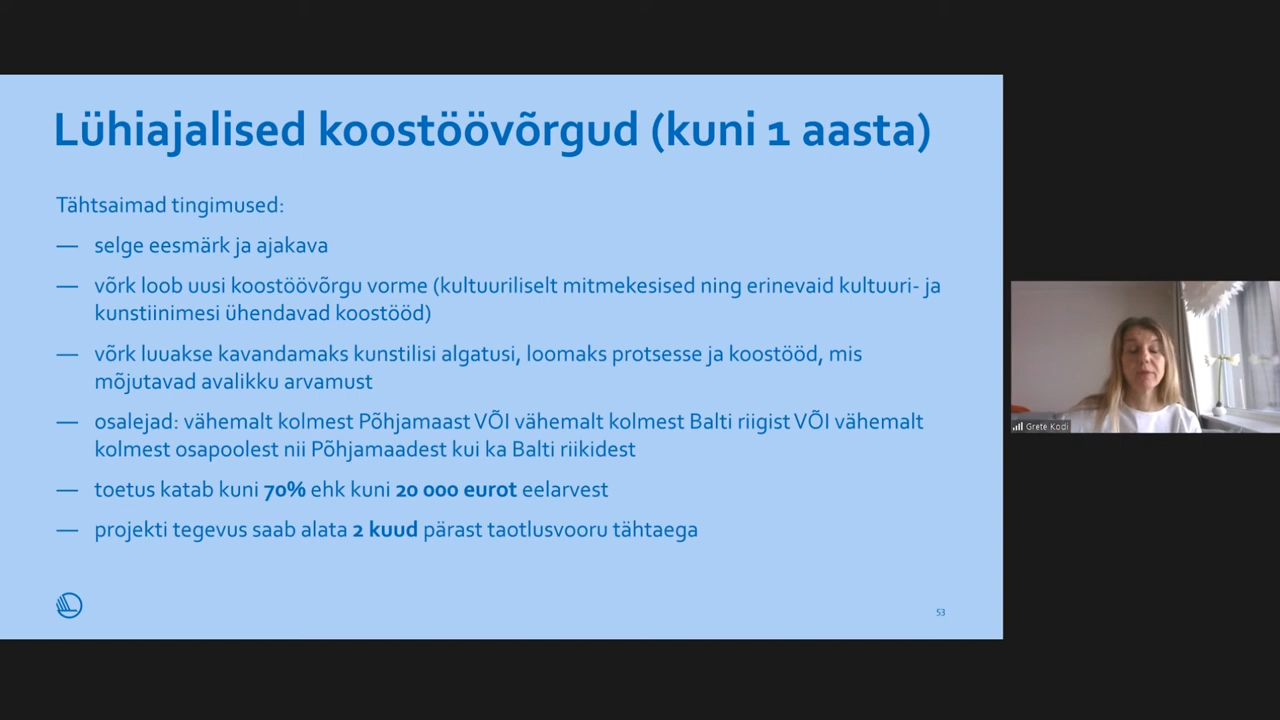 Lühiajalised koostöövõrgud (kuni 1 aasta)
Tähtsaimad tingimused:
— selge eesmärk ja ajakava
— võrk loob uusi koostöövõrgu vorme (kultuuriliselt mitmekesised ning erinevaid kultuuri- ja
kunstiinimesi ühendavad koostööd)
— võrk luuakse kavandamaks kunstilisi algatusi, loomaks protsesse ja koostööd, mis
mõjutavad avalikku arvamust
— osalejad: vähemalt kolmest Põhjamaast VÕI vähemalt kolmest Balti riigist VÕI vähemalt
kolmest osapoolest nii Põhjamaadest kui ka Balti riikidest
— toetus katab kuni 70% ehk kuni 20 000 eurot eelarvest
— projekti tegevus saab alata 2 kuud pärast taotlusvooru tähtaega
53
Grete Kodi